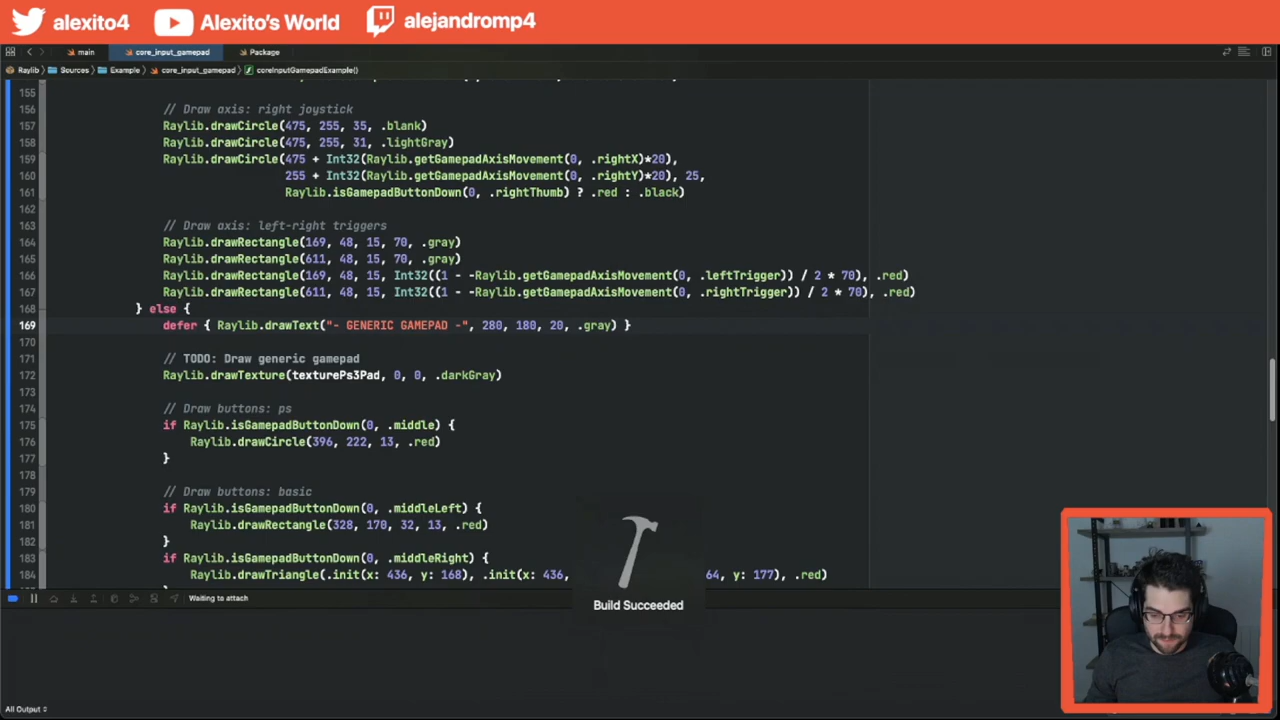 alexito4 Alexito's World alejandromp4
main core_input_gamepad Package
Raylib Sources Example core_input_gamepad coreInputGamepadExample()
155
156 // Draw axis: right joystick
157 Raylib.drawCircle(475, 255, 35, .blank)
158 Raylib.drawCircle(475, 255, 31, .lightGray)
159 Raylib.drawCircle(475 + Int32(Raylib.getGamepadAxisMovement(0, .rightX)*20),
160 255 + Int32(Raylib.getGamepadAxisMovement(0, .rightY)*20), 25,
161 Raylib.isGamepadButtonDown(0, .rightThumb) ? .red : .black)
162
163 // Draw axis: left-right triggers
164 Raylib.drawRectangle(169, 48, 15, 70, .gray)
165 Raylib.drawRectangle(611, 48, 15, 70, .gray)
166 Raylib.drawRectangle(169, 48, 15, Int32((1 - -Raylib.getGamepadAxisMovement(0, .leftTrigger)) / 2 * 70), .red)
167 Raylib.drawRectangle(611, 48, 15, Int32((1 - -Raylib.getGamepadAxisMovement(0, .rightTrigger)) / 2 * 70), .red)
168 } else {
169 defer { Raylib.drawText("- GENERIC GAMEPAD -", 280, 180, 20, .gray) }
170
171 // TODO: Draw generic gamepad
172 Raylib.drawTexture(texturePs3Pad, 0, 0, .darkGray)
173
174 // Draw buttons: ps
175 if Raylib.isGamepadButtonDown(0, .middle) {
176 Raylib.drawCircle(396, 222, 13, .red)
177 }
178
179 // Draw buttons: basic
180 if Raylib.isGamepadButtonDown(0, .middleLeft) {
181 Raylib.drawRectangle(328, 170, 32, 13, .red)
182 }
183 if Raylib.isGamepadButtonDown(0, .middleRight) {
184 Raylib.drawTriangle(.init(x: 436, y: 168), .init(x: 436, 64, y: 177), .red)
Build Succeeded
Waiting to attach
All Output